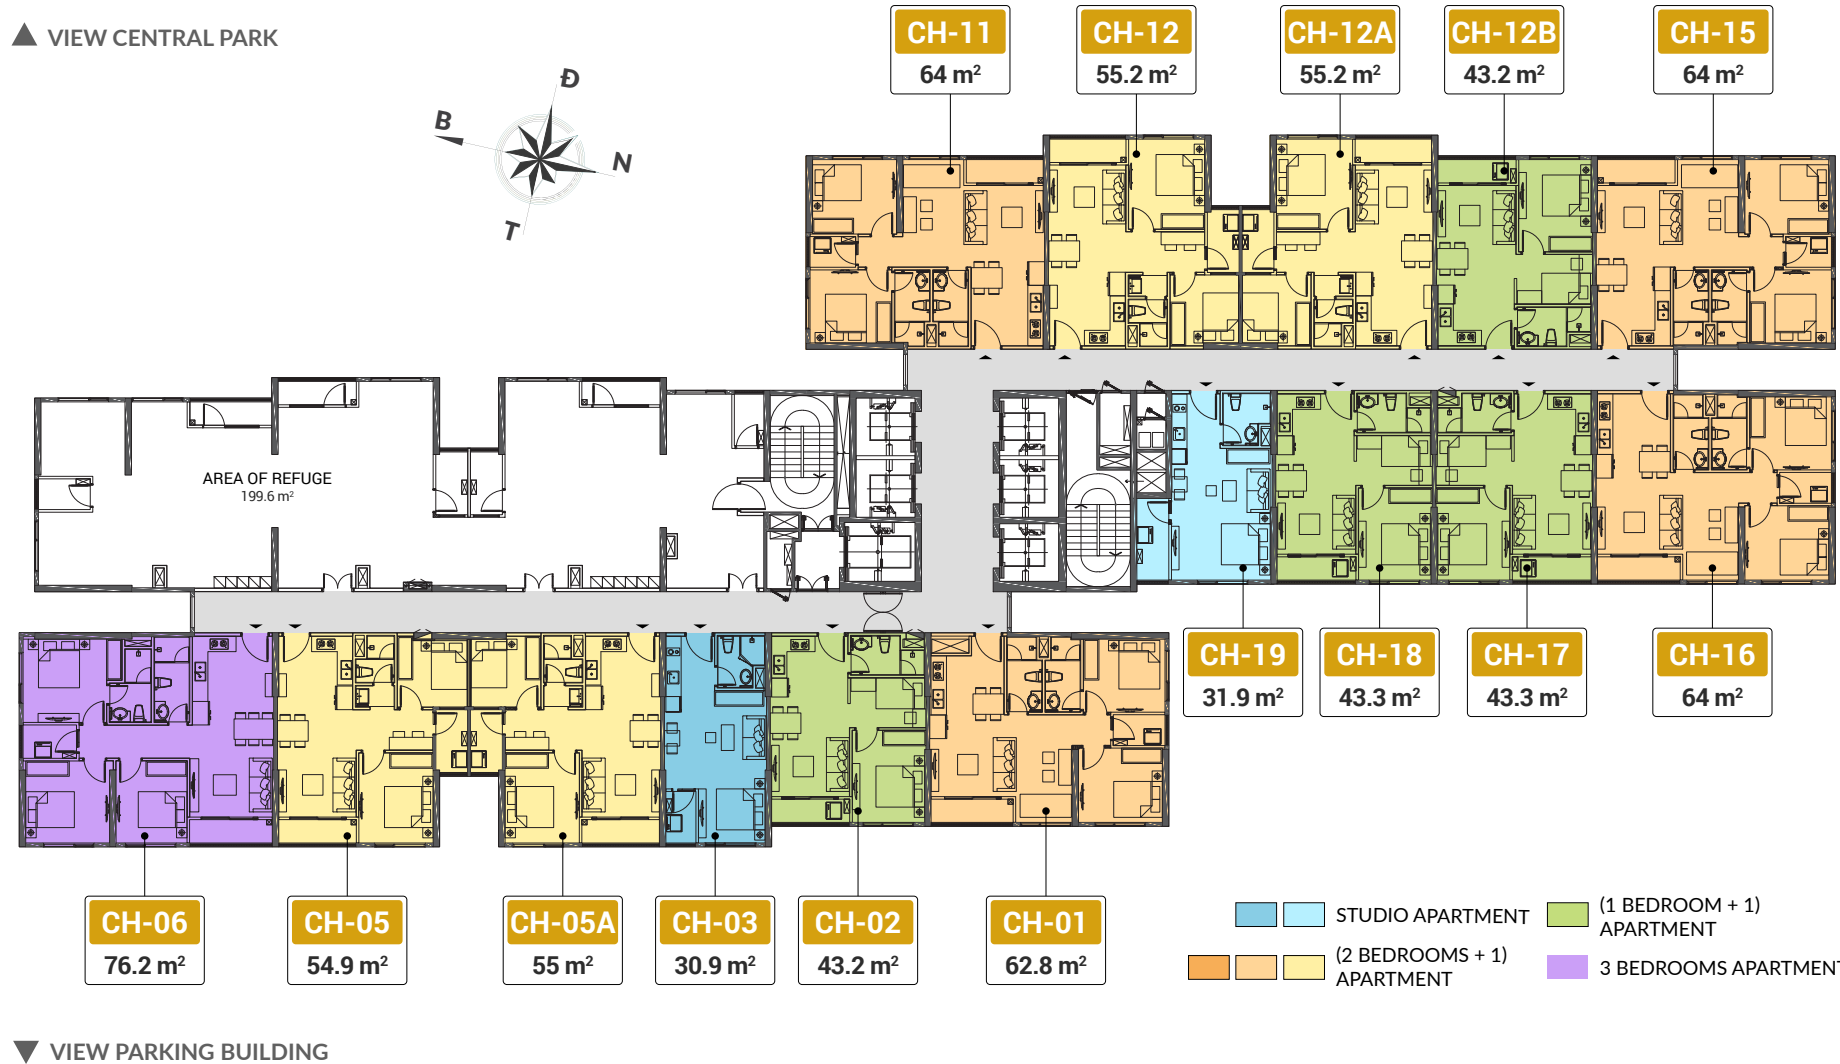 VIEW CENTRAL PARK
CH-11
64 m²
CH-12
55.2 m²
CH-12A
55.2 m²
CH-12B
43.2 m²
CH-15
64 m²
Đ
B
N
T
AREA OF REFUGE
199.6 m²
CH-19
31.9 m²
CH-18
43.3 m²
CH-17
43.3 m²
CH-16
64 m²
CH-06
76.2 m²
CH-05
54.9 m²
CH-05A
55 m²
CH-03
30.9 m²
CH-02
43.2 m²
CH-01
62.8 m²
STUDIO APARTMENT
(1 BEDROOM + 1)
APARTMENT
(2 BEDROOMS + 1)
APARTMENT
3 BEDROOMS APARTMENT
VIEW PARKING BUILDING